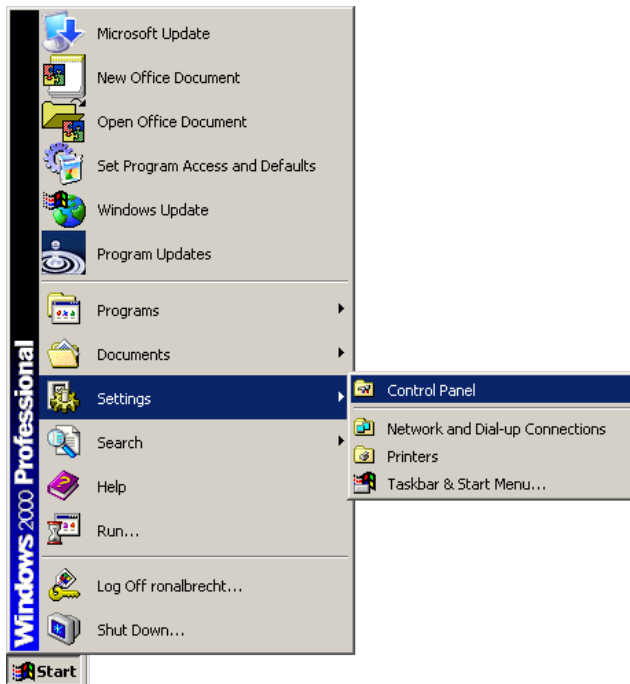 Microsoft Update
New Office Document
Open Office Document
Set Program Access and Defaults
Windows Update
Program Updates
Programs
Documents
Settings
Search
Help
Run...
Log Off ronalbrecht...
Shut Down...
Control Panel
Network and Dial-up Connections
Printers
Taskbar & Start Menu...
Windows 2000 Professional
Start